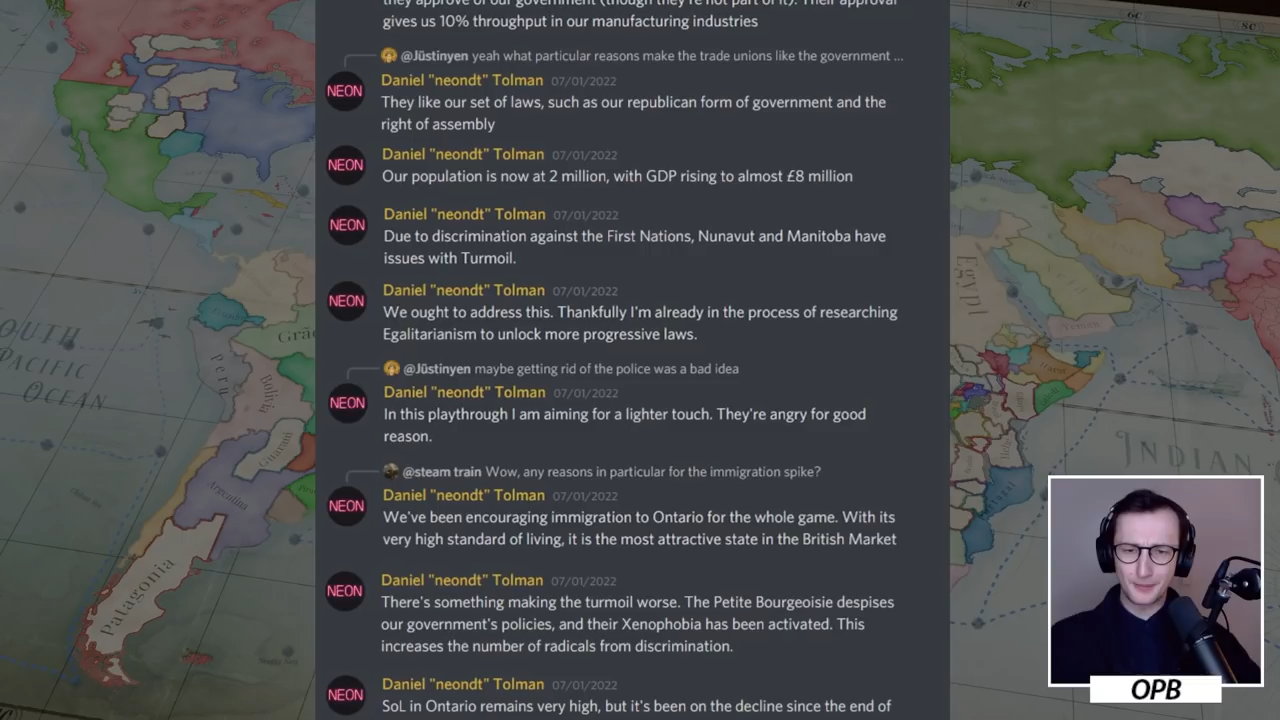 they approve of our government (though they're not part of it). Their approval
gives us 10% throughput in our manufacturing industries
@Jüstinyen yeah what particular reasons make the trade unions like the government ...
NEON
Daniel "neondt" Tolman 07/01/2022
They like our set of laws, such as our republican form of government and the
right of assembly
NEON
Daniel "neondt" Tolman 07/01/2022
Our population is now at 2 million, with GDP rising to almost £8 million
NEON
Daniel "neondt" Tolman 07/01/2022
Due to discrimination against the First Nations, Nunavut and Manitoba have
issues with Turmoil.
NEON
Daniel "neondt" Tolman 07/01/2022
We ought to address this. Thankfully I'm already in the process of researching
Egalitarianism to unlock more progressive laws.
@Jüstinyen maybe getting rid of the police was a bad idea
NEON
Daniel "neondt" Tolman 07/01/2022
In this playthrough I am aiming for a lighter touch. They're angry for good
reason.
@steam train Wow, any reasons in particular for the immigration spike?
NEON
Daniel "neondt" Tolman 07/01/2022
We've been encouraging immigration to Ontario for the whole game. With its
very high standard of living, it is the most attractive state in the British Market
NEON
Daniel "neondt" Tolman 07/01/2022
There's something making the turmoil worse. The Petite Bourgeoisie despises
our government's policies, and their Xenophobia has been activated. This
increases the number of radicals from discrimination.
NEON
Daniel "neondt" Tolman 07/01/2022
SoL in Ontario remains very high, but it's been on the decline since the end of
SOUTH
PACIFIC
OCEAN
Peru
Bolivia
Guaraní
Argentina
Patagonia
Egypt
INDIAN
OPB